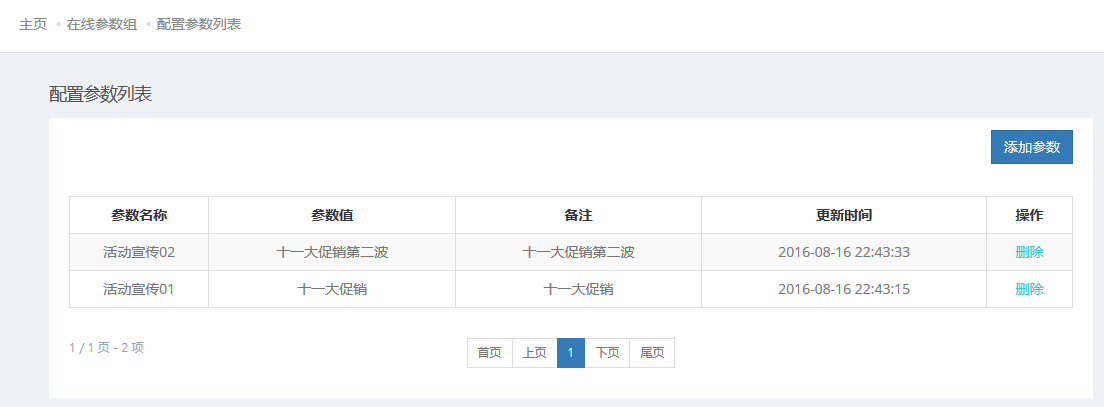 主页 • 在线参数组 • 配置参数列表
配置参数列表
添加参数
参数名称 参数值 备注 更新时间 操作
活动宣传02 十一大促销第二波 十一大促销第二波 2016-08-16 22:43:33 删除
活动宣传01 十一大促销 十一大促销 2016-08-16 22:43:15 删除
1 / 1 页 - 2 项 首页 上页 1 下页 尾页